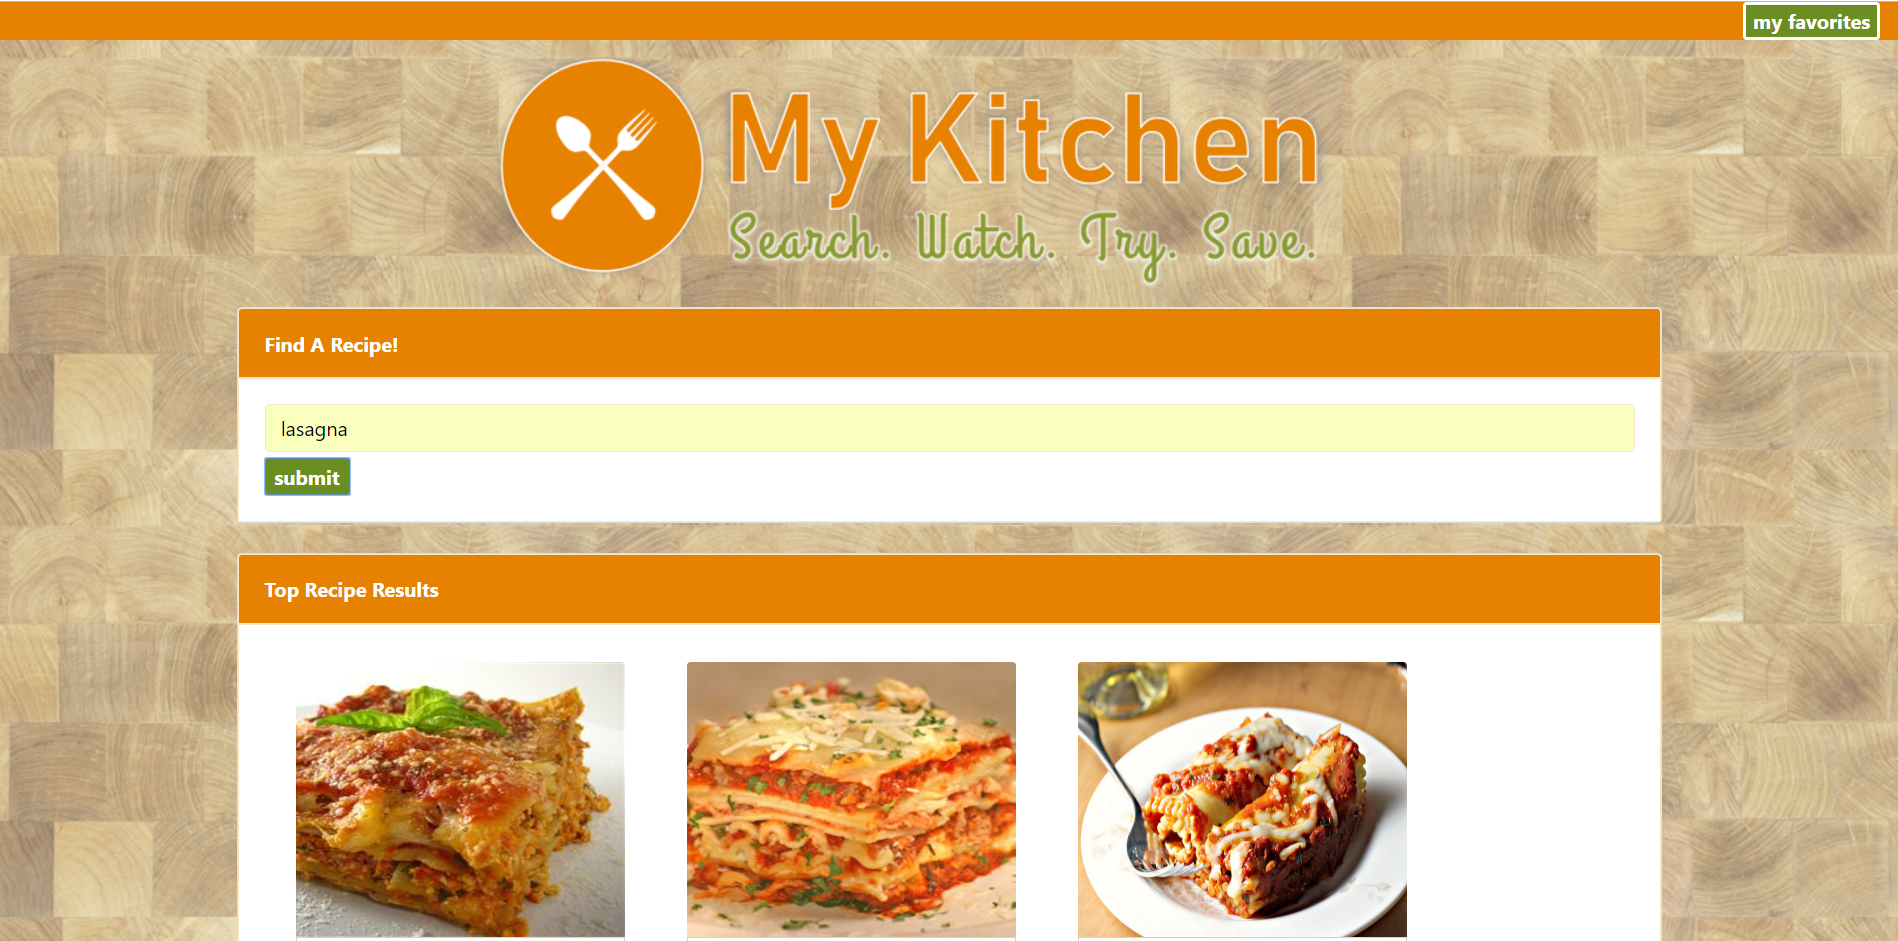 my favorites
My Kitchen
Search. Watch. Try. Save.
Find A Recipe!
lasagna
submit
Top Recipe Results